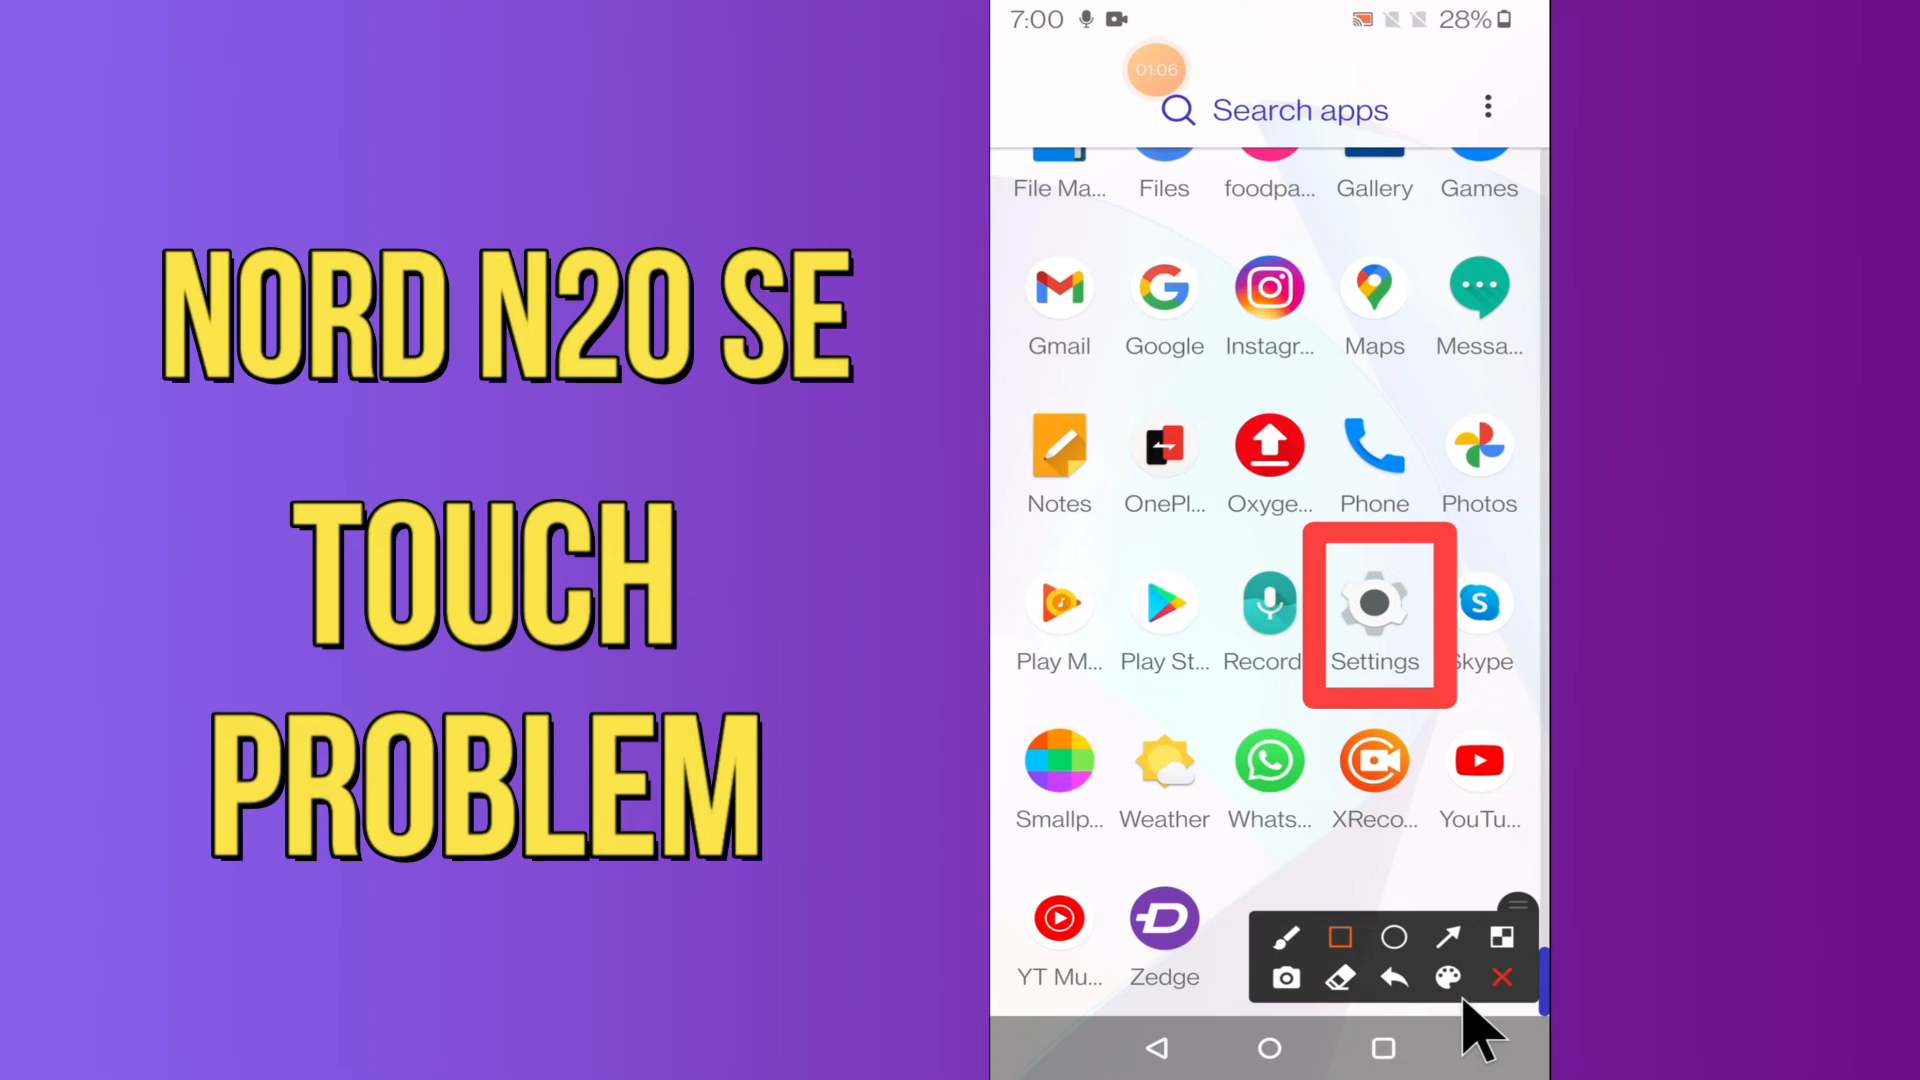 NORD N20 SE
TOUCH
PROBLEM
7:00
28%
01:06
Search apps
File Ma...
Files
foodpa...
Gallery
Games
Gmail
Google
Instagr...
Maps
Messa...
Notes
OnePl...
Oxyge...
Phone
Photos
Play M...
Play St...
Record
Settings
Skype
Smallp...
Weather
Whats...
XReco...
YouTu...
YT Mu...
Zedge